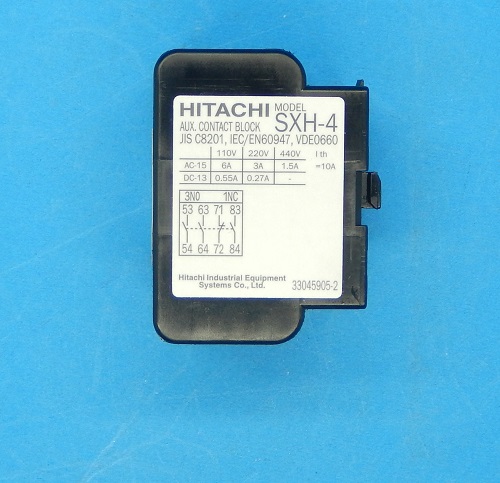 HITACHI MODEL SXH-4
AUX. CONTACT BLOCK
JIS C8201, IEC/EN60947, VDE0660
110V 220V 440V Ith
AC-15 6A 3A 1.5A =10A
DC-13 0.55A 0.27A -
3NO 1NC
53 63 71 83
54 64 72 84
Hitachi Industrial Equipment
Systems Co., Ltd. 33045905-2